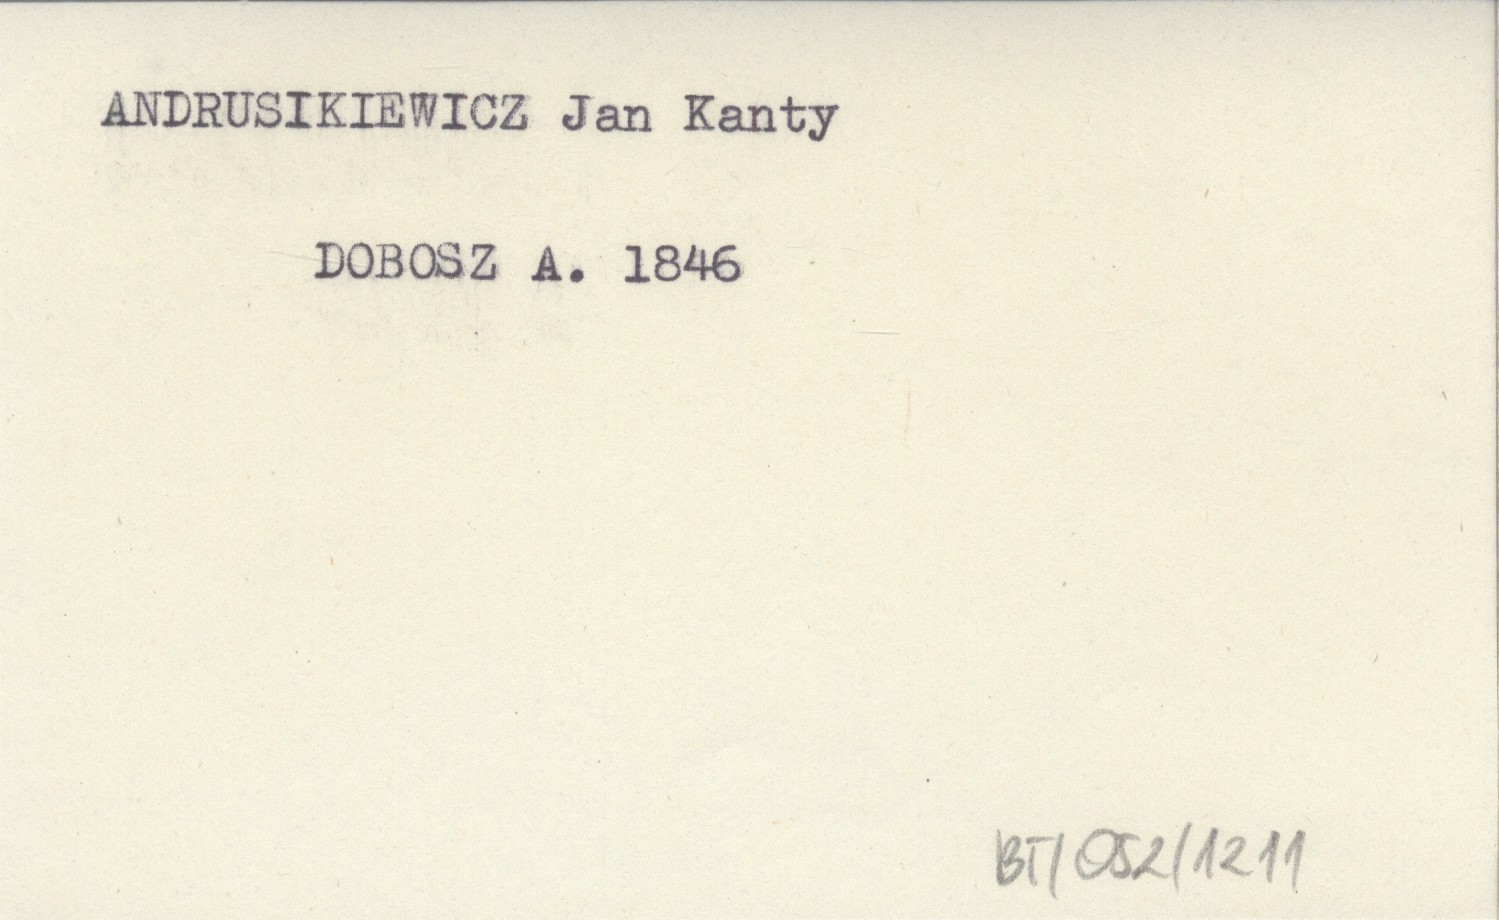 ANDRUSIKIEWICZ Jan Kanty
DOBOSZ A. 1846
BT/052/1211